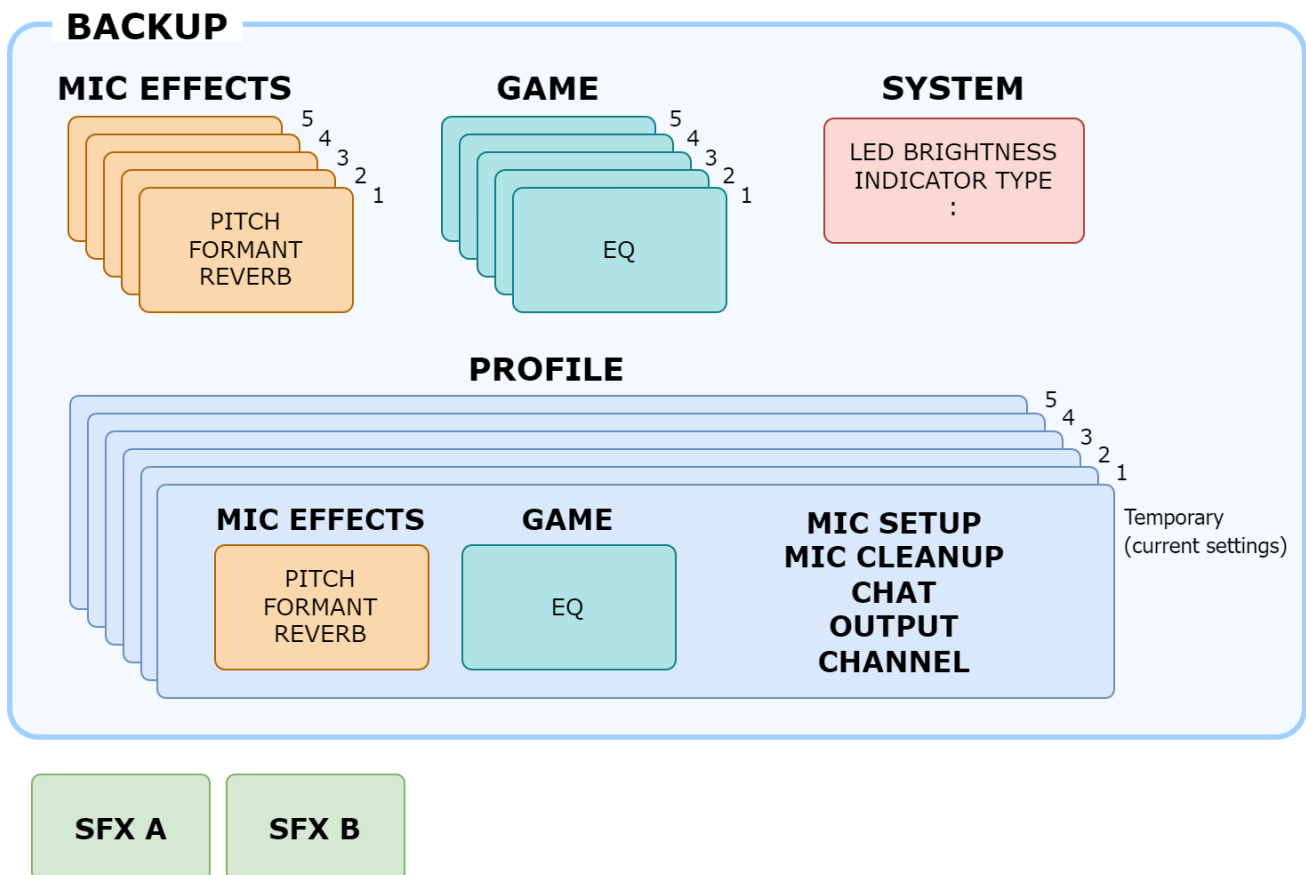 BACKUP
MIC EFFECTS
5
4
3
2
1
PITCH
FORMANT
REVERB
GAME
5
4
3
2
1
EQ
SYSTEM
LED BRIGHTNESS
INDICATOR TYPE
:
PROFILE
5
4
3
2
1
Temporary
(current settings)
MIC EFFECTS
PITCH
FORMANT
REVERB
GAME
EQ
MIC SETUP
MIC CLEANUP
CHAT
OUTPUT
CHANNEL
SFX A
SFX B